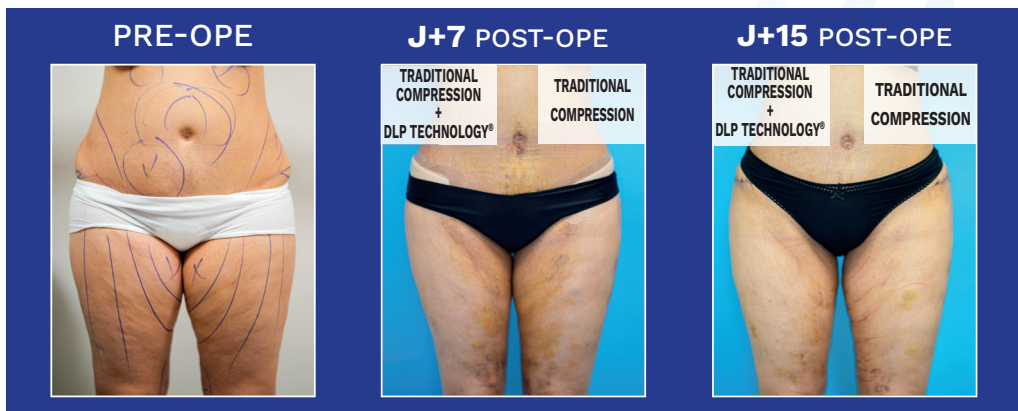 PRE-OPE
J+7 POST-OPE
J+15 POST-OPE
TRADITIONAL
COMPRESSION
+
DLP TECHNOLOGY®
TRADITIONAL
COMPRESSION
TRADITIONAL
COMPRESSION
+
DLP TECHNOLOGY®
TRADITIONAL
COMPRESSION